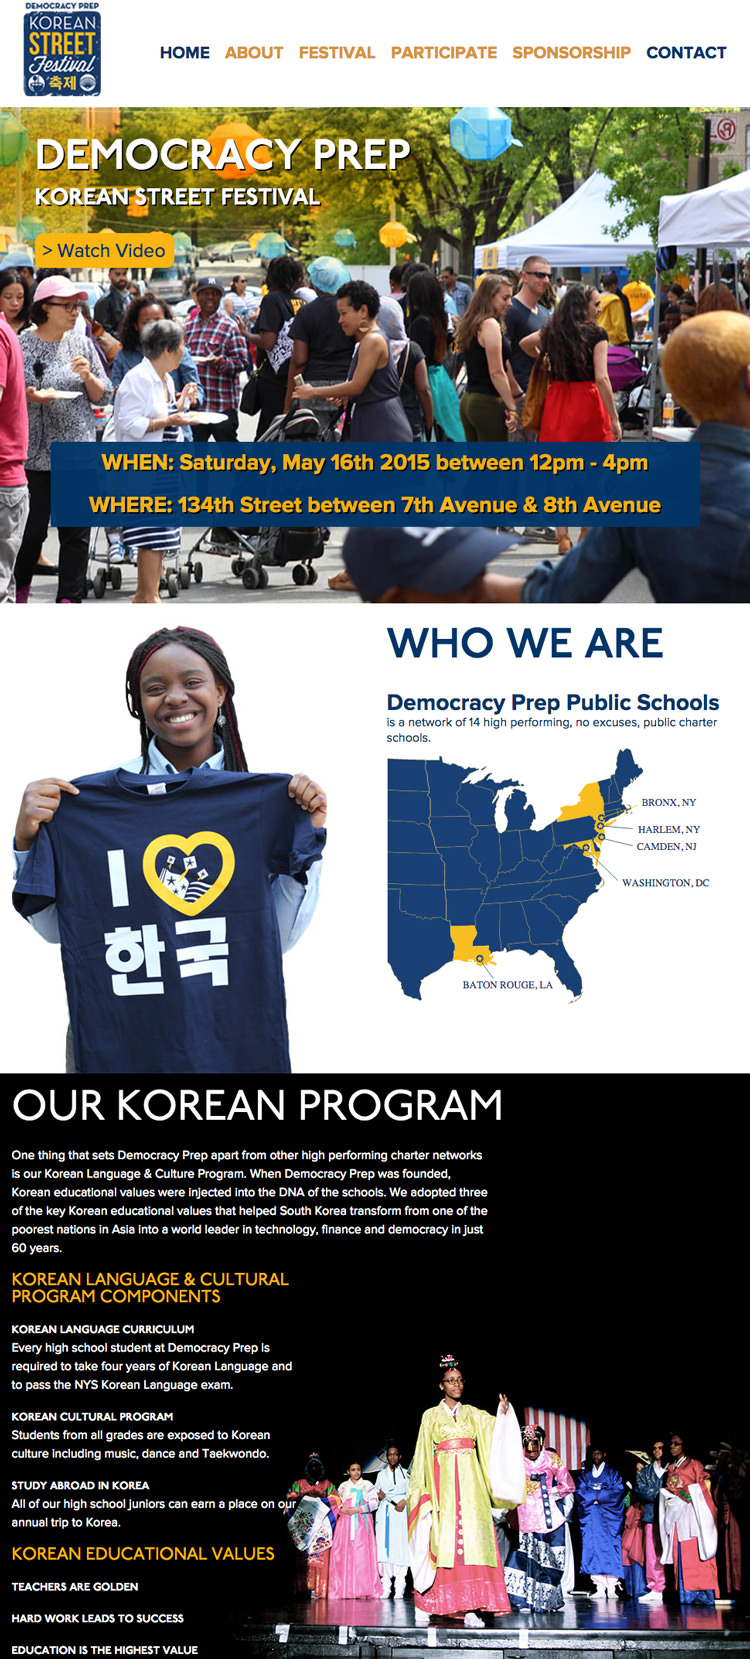 DEMOCRACY PREP
KOREAN
STREET
Festival
축제
HOME ABOUT FESTIVAL PARTICIPATE SPONSORSHIP CONTACT
DEMOCRACY PREP
KOREAN STREET FESTIVAL
> Watch Video
WHEN: Saturday, May 16th 2015 between 12pm - 4pm
WHERE: 134th Street between 7th Avenue & 8th Avenue
WHO WE ARE
Democracy Prep Public Schools
is a network of 14 high performing, no excuses, public charter
schools.
BRONX, NY
HARLEM, NY
CAMDEN, NJ
WASHINGTON, DC
BATON ROUGE, LA
I
한국
OUR KOREAN PROGRAM
One thing that sets Democracy Prep apart from other high performing charter networks
is our Korean Language & Culture Program. When Democracy Prep was founded,
Korean educational values were injected into the DNA of the schools. We adopted three
of the key Korean educational values that helped South Korea transform from one of the
poorest nations in Asia into a world leader in technology, finance and democracy in just
60 years.
KOREAN LANGUAGE & CULTURAL
PROGRAM COMPONENTS
KOREAN LANGUAGE CURRICULUM
Every high school student at Democracy Prep is
required to take four years of Korean Language and
to pass the NYS Korean Language exam.
KOREAN CULTURAL PROGRAM
Students from all grades are exposed to Korean
culture including music, dance and Taekwondo.
STUDY ABROAD IN KOREA
All of our high school juniors can earn a place on our
annual trip to Korea.
KOREAN EDUCATIONAL VALUES
TEACHERS ARE GOLDEN
HARD WORK LEADS TO SUCCESS
EDUCATION IS THE HIGHEST VALUE